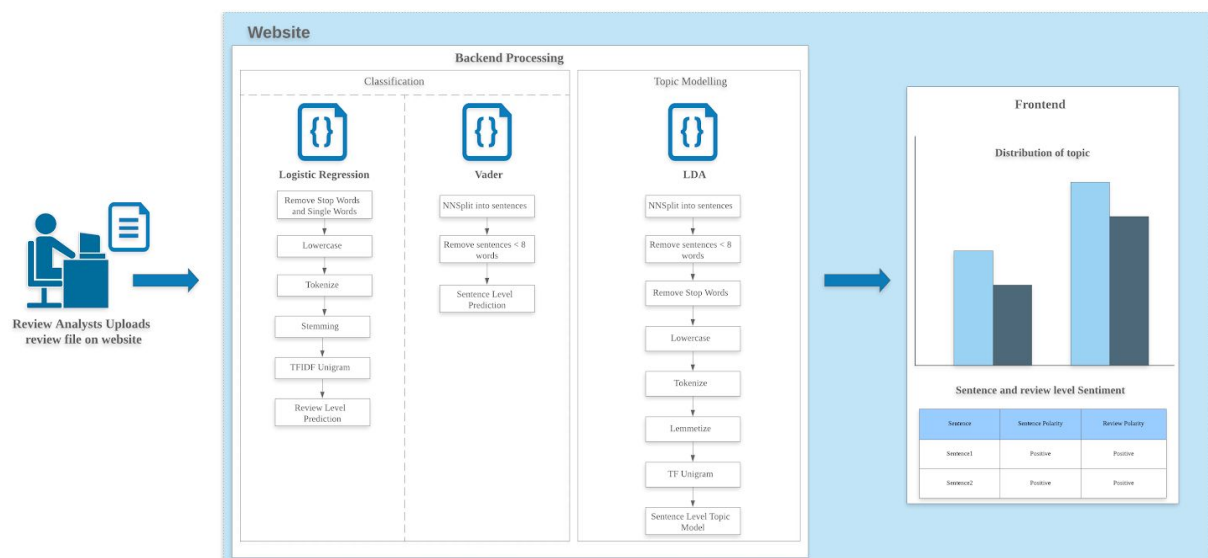 Website
Backend Processing
Classification
Topic Modelling
{}
{}
{}
Logistic Regression
Vader
LDA
Remove Stop Words
and Single Words
Lowercase
Tokenize
Stemming
TFIDF Unigram
Review Level
Prediction
NNSplit into sentences
Remove sentences < 8
words
Sentence Level
Prediction
NNSplit into sentences
Remove sentences < 8
words
Remove Stop Words
Lowercase
Tokenize
Lemmetize
TF Unigram
Sentence Level Topic
Model
Review Analysts Uploads
review file on website
Frontend
Distribution of topic
Sentence and review level Sentiment
Sentence Sentence Polarity Review Polarity
Sentence1 Positive Positive
Sentence2 Positive Positive